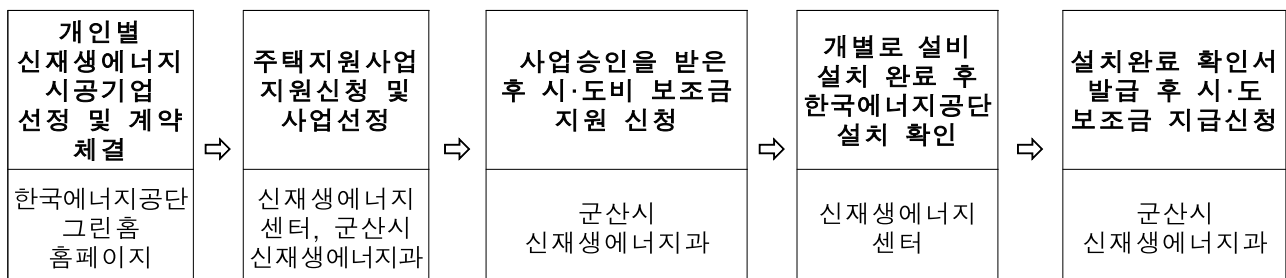 개인별
신재생에너지
시공기업
선정 및 계약
체결
한국에너지공단
그린홈
홈페이지
⇨
주택지원사업
지원신청 및
사업선정
신재생에너지
센터, 군산시
신재생에너지과
⇨
사업승인을 받은
후 시·도비 보조금
지원 신청
군산시
신재생에너지과
⇨
개별로 설비
설치 완료 후
한국에너지공단
설치 확인
신재생에너지
센터
⇨
설치완료 확인서
발급 후 시·도
보조금 지급신청
군산시
신재생에너지과